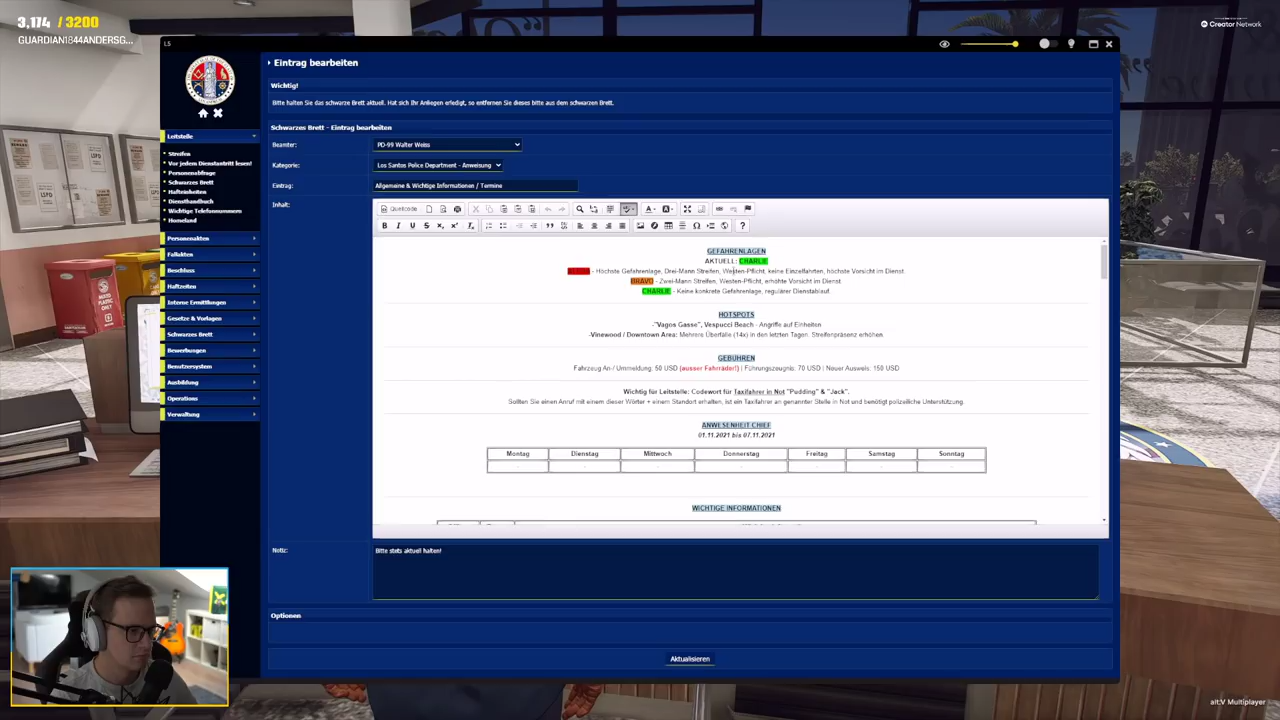 3,174 / 3200
GUARDIAN1844ANDERSG...
Creator Network
LS
Eintrag bearbeiten
Wichtig!
Bitte halten Sie das schwarze Brett aktuell. Hat sich Ihr Anliegen erledigt, so entfernen Sie dieses bitte aus dem schwarzen Brett.
Schwarzes Brett - Eintrag bearbeiten
Leitstelle
Streifen
Vor jedem Dienstantritt lesen!
Personenabfrage
Schwarzes Brett
Hafteinheiten
Diensthandbuch
Wichtige Telefonnummern
Homeland
Personenakten
Fallakten
Beschluss
Haftzeiten
Interne Ermittlungen
Gesetze & Vorlagen
Schwarzes Brett
Bewerbungen
Benutzersystem
Ausbildung
Operations
Verwaltung
Beamter: PD-99 Walter Weiss
Kategorie: Los Santos Police Department - Anweisung
Eintrag: Allgemeine & Wichtige Informationen / Termine
Inhalt:
Quellcode
GEFAHRENLAGEN
AKTUELL: CHARLIE
- Höchste Gefahrenlage, Drei-Mann Streifen, Westen-Pflicht, keine Einzelfahrten, höchste Vorsicht im Dienst.
BRAVO - Zwei-Mann Streifen, Westen-Pflicht, erhöhte Vorsicht im Dienst.
CHARLIE - Keine konkrete Gefahrenlage, regulärer Dienstablauf.
HOTSPOTS
-"Vagos Gasse", Vespucci Beach - Angriffe auf Einheiten
-Vinewood / Downtown Area: Mehrere Überfälle (14x) in den letzten Tagen. Streifenpräsenz erhöhen.
GEBÜHREN
Fahrzeug An-/ Ummeldung: 50 USD (ausser Fahrräder!) | Führungszeugnis: 70 USD | Neuer Ausweis: 150 USD
Wichtig für Leitstelle: Codewort für Taxifahrer in Not "Pudding" & "Jack".
Sollten Sie einen Anruf mit einem dieser Wörter + einem Standort erhalten, ist ein Taxifahrer an genannter Stelle in Not und benötigt polizeiliche Unterstützung.
ANWESENHEIT CHIEF
01.11.2021 bis 07.11.2021
Montag Dienstag Mittwoch Donnerstag Freitag Samstag Sonntag
WICHTIGE INFORMATIONEN
Notiz: Bitte stets aktuell halten!
Optionen
Aktualisieren
alt:V Multiplayer